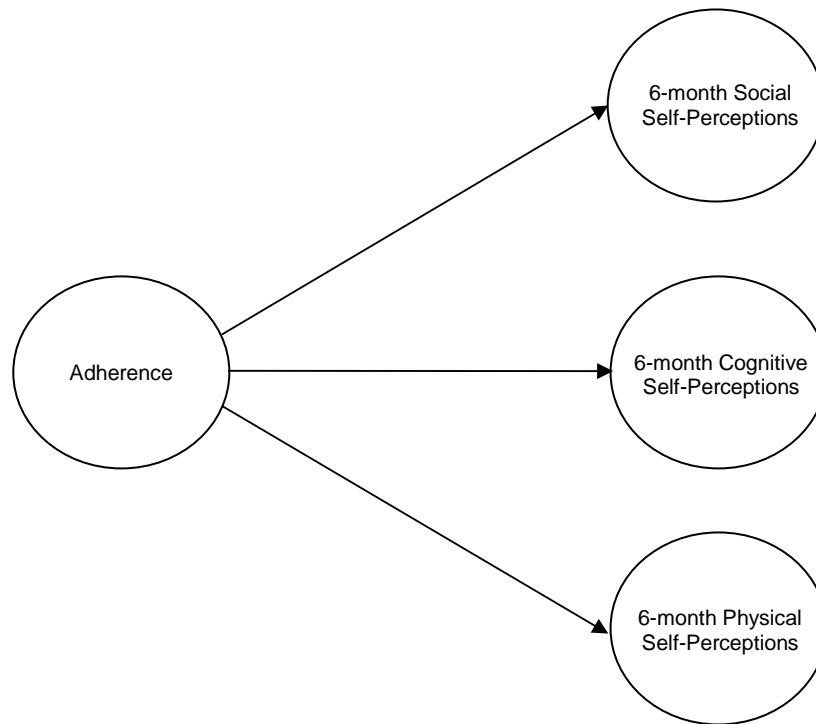 6-month Social
Self-Perceptions
Adherence
6-month Cognitive
Self-Perceptions
6-month Physical
Self-Perceptions